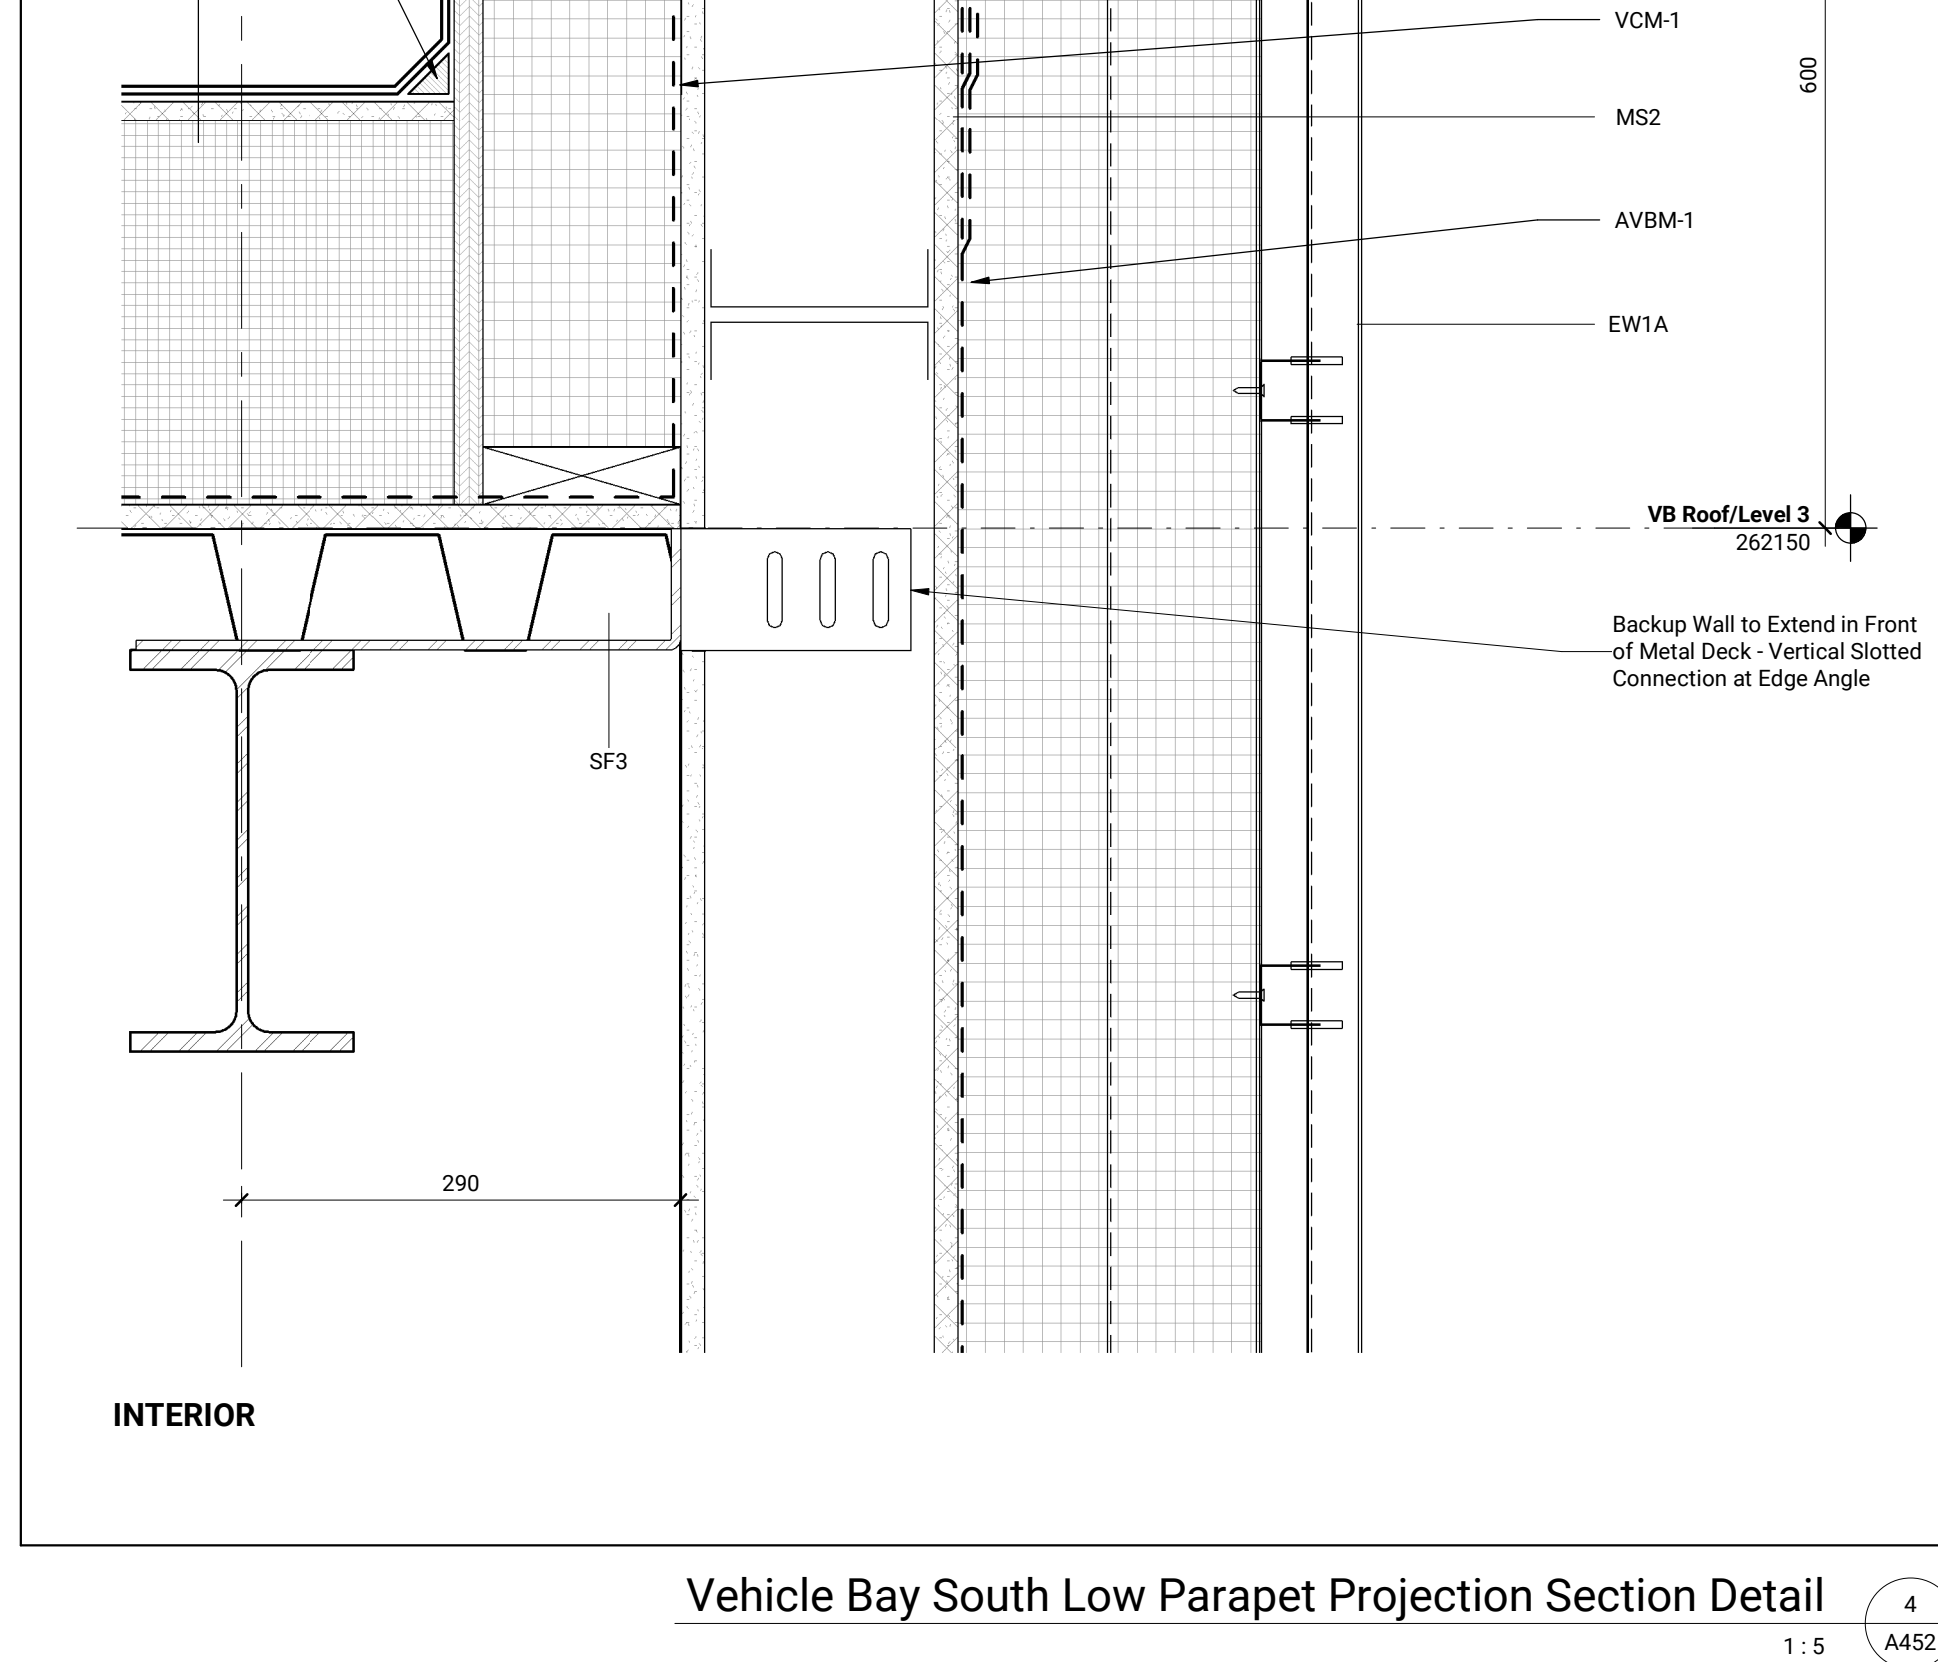 VCM-1
600
MS2
AVBM-1
EW1A
VB Roof/Level 3
262150
Backup Wall to Extend in Front
of Metal Deck - Vertical Slotted
Connection at Edge Angle
SF3
290
INTERIOR
Vehicle Bay South Low Parapet Projection Section Detail
4
1 : 5
A452